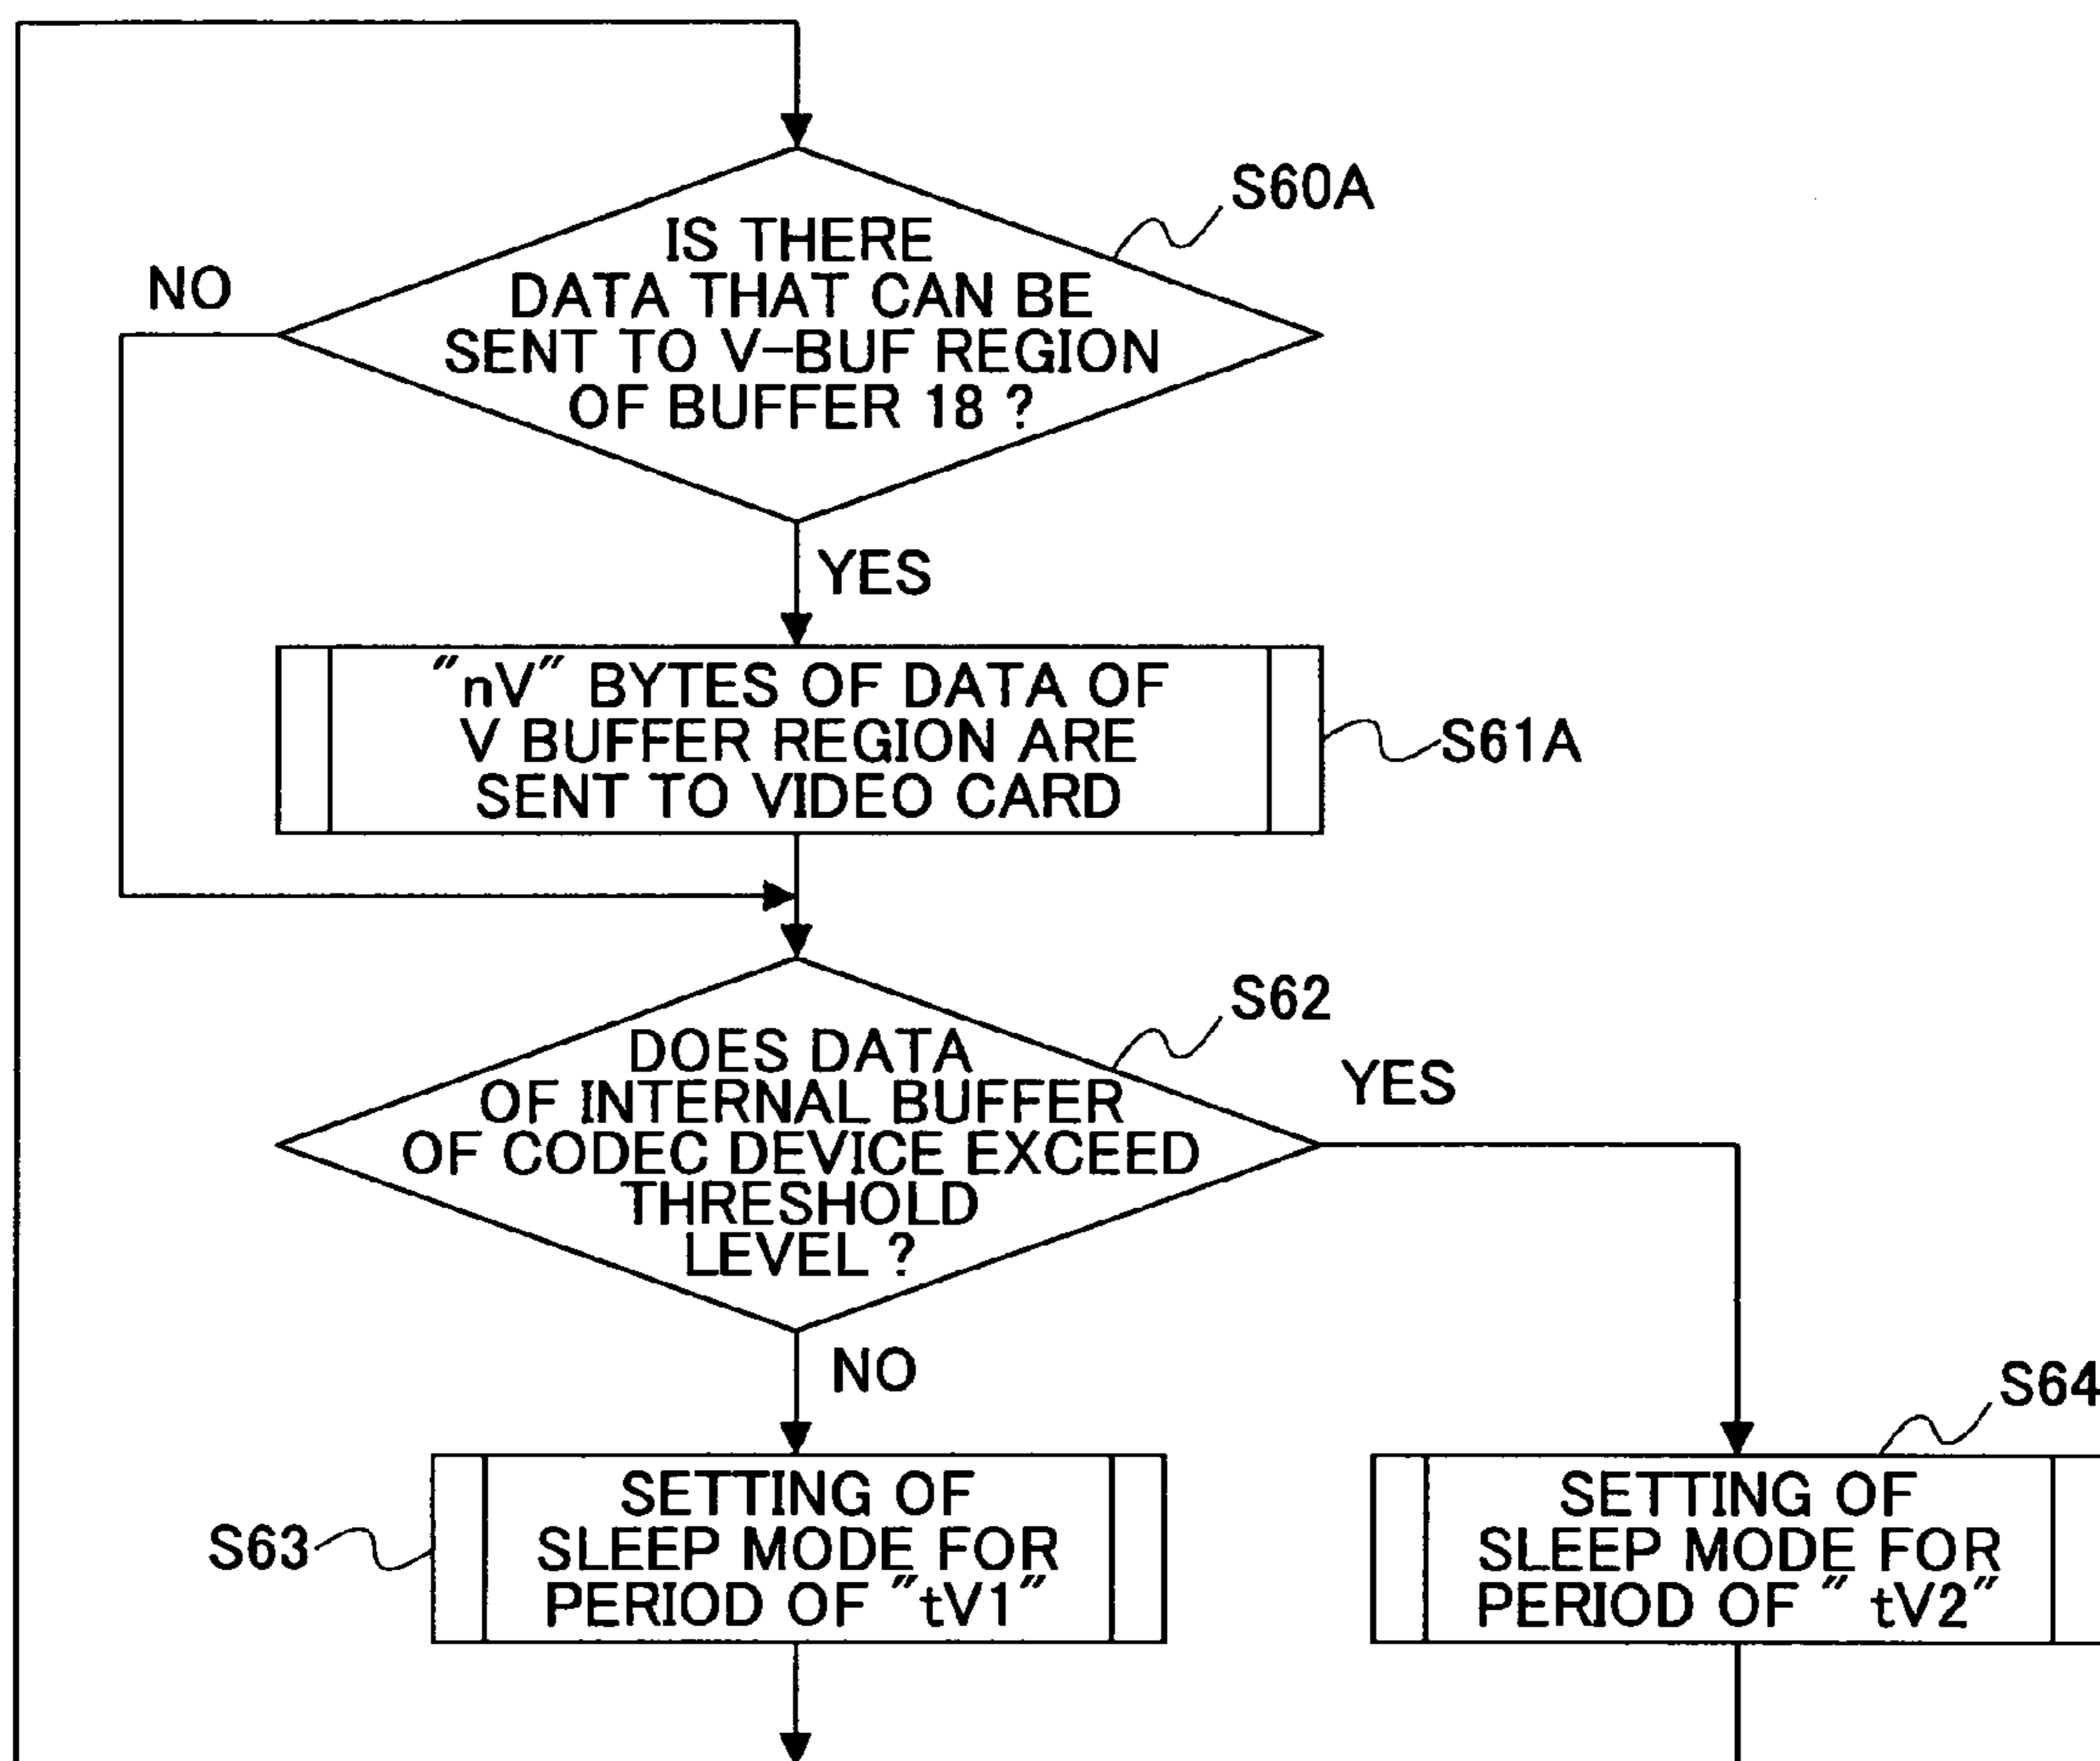 S60A
IS THERE
DATA THAT CAN BE
SENT TO V-BUF REGION
OF BUFFER 18 ?
NO
YES
"nV" BYTES OF DATA OF
V BUFFER REGION ARE
SENT TO VIDEO CARD
S61A
S62
DOES DATA
OF INTERNAL BUFFER
OF CODEC DEVICE EXCEED
THRESHOLD
LEVEL ?
YES
NO
S63
SETTING OF
SLEEP MODE FOR
PERIOD OF "tV1"
S64
SETTING OF
SLEEP MODE FOR
PERIOD OF " tV2"